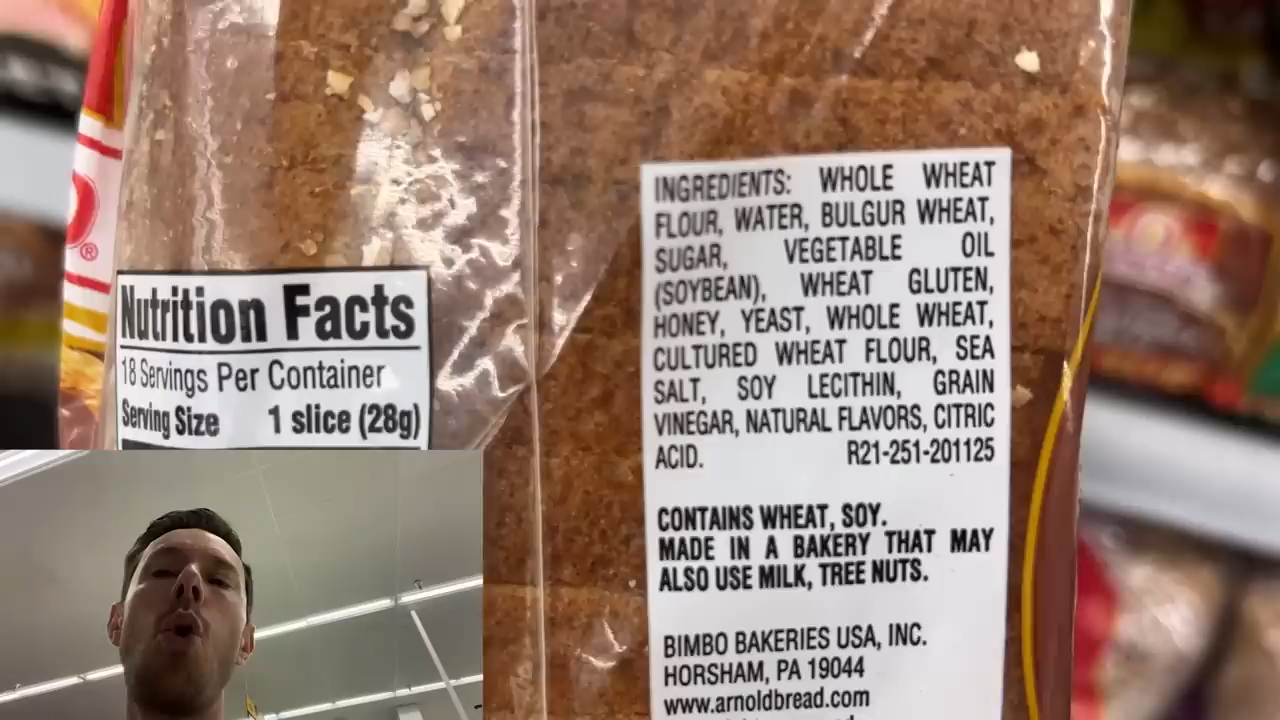 Nutrition Facts
18 Servings Per Container
Serving Size 1 slice (28g)
INGREDIENTS: WHOLE WHEAT
FLOUR, WATER, BULGUR WHEAT,
SUGAR, VEGETABLE OIL
(SOYBEAN), WHEAT GLUTEN,
HONEY, YEAST, WHOLE WHEAT,
CULTURED WHEAT FLOUR, SEA
SALT, SOY LECITHIN, GRAIN
VINEGAR, NATURAL FLAVORS, CITRIC
ACID. R21-251-201125
CONTAINS WHEAT, SOY.
MADE IN A BAKERY THAT MAY
ALSO USE MILK, TREE NUTS.
BIMBO BAKERIES USA, INC.
HORSHAM, PA 19044
www.arnoldbread.com